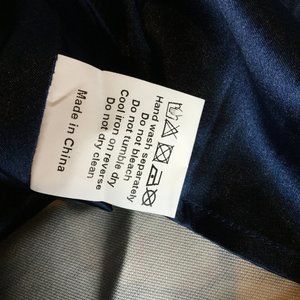 Hand wash separately
Do not bleach
Do not tumble dry
Cool iron on reverse
Do not dry clean
Made in China